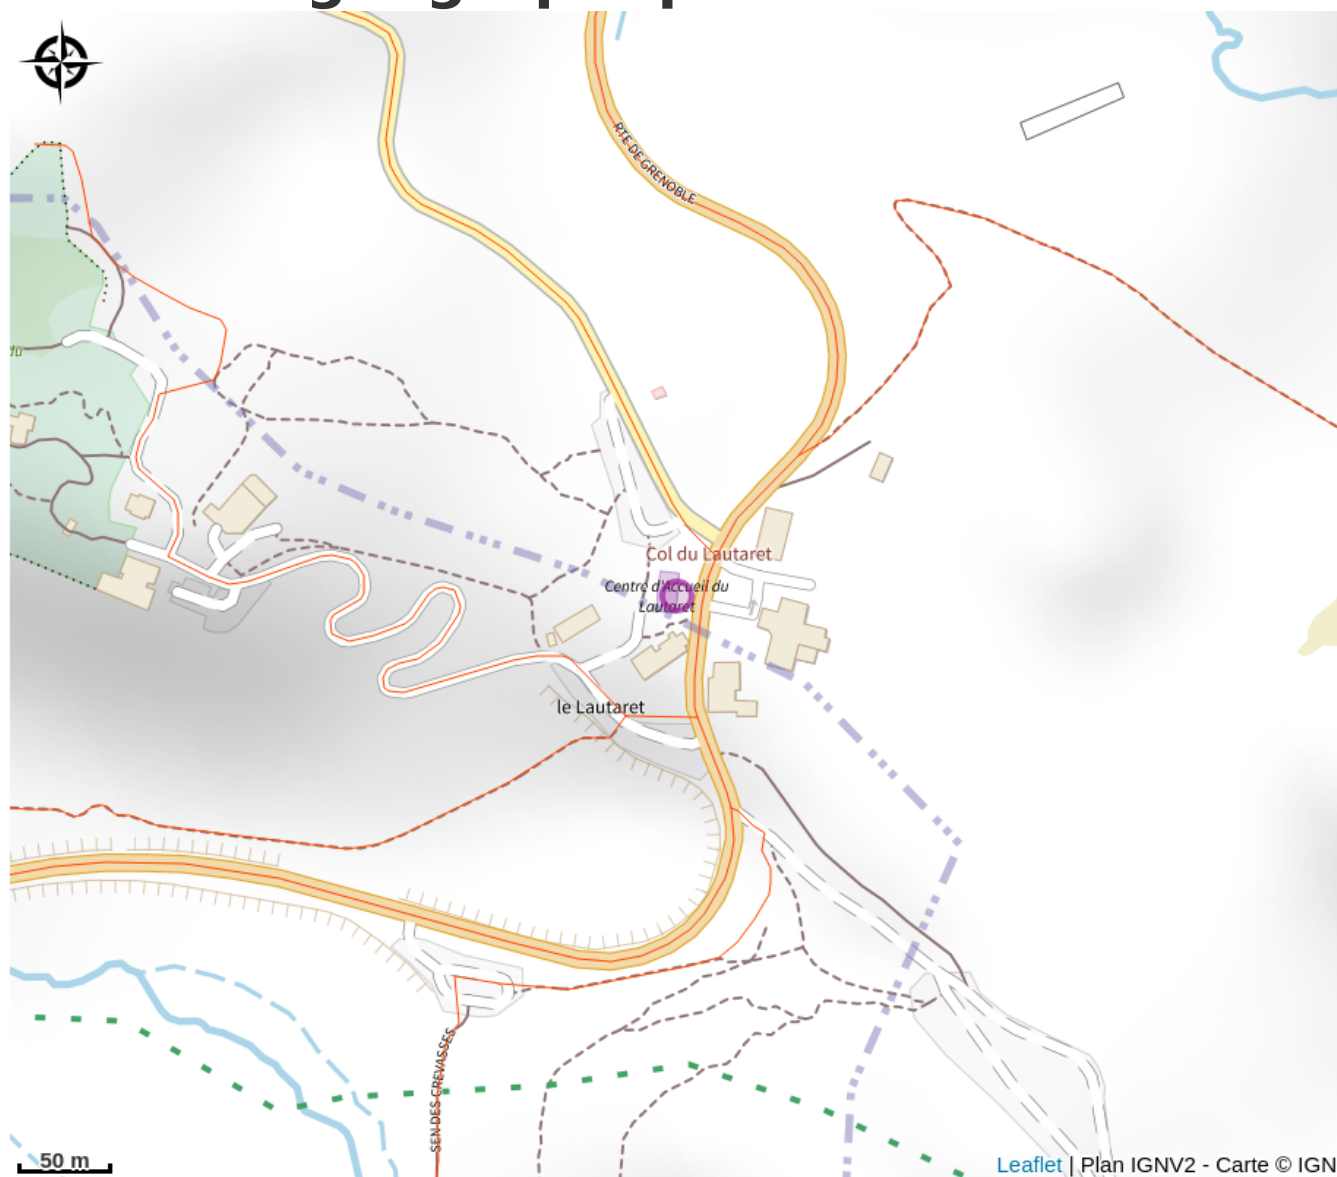 RTE DE GRENOBLE
du
Col du Lautaret
Centre d'Accueil du
Lautaret
le Lautaret
SEN DES CREVASSES
50 m
Leaflet | Plan IGNV2 - Carte © IGN